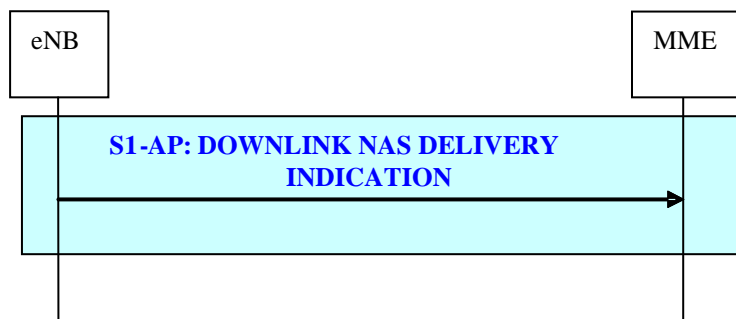 eNB
MME
S1-AP: DOWNLINK NAS DELIVERY
INDICATION